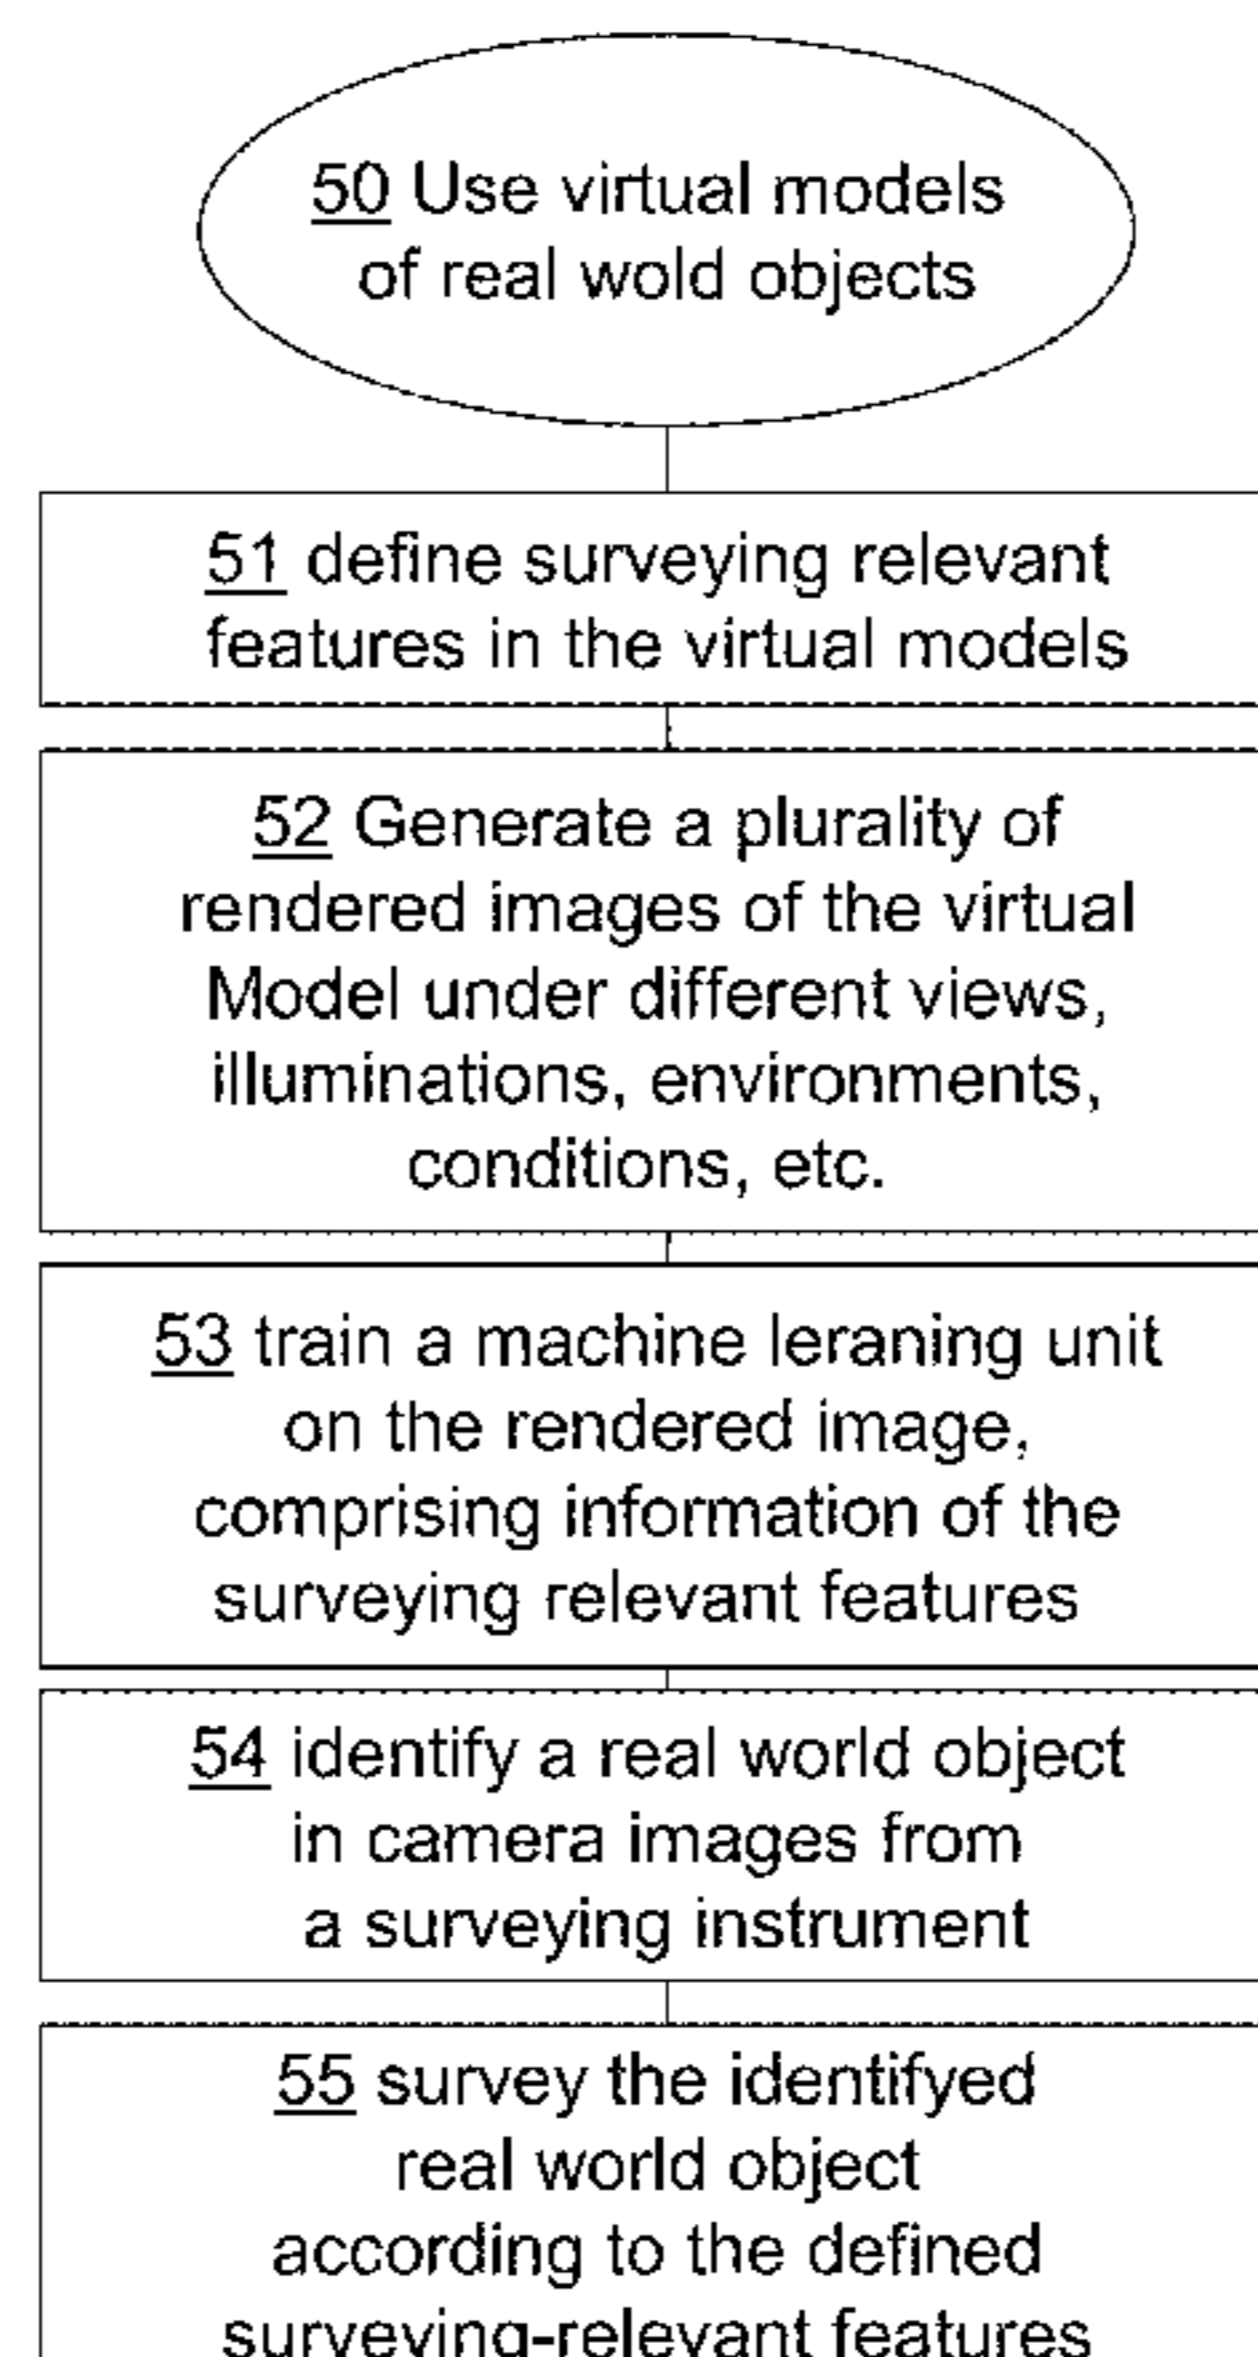 50 Use virtual models
of real wold objects
51 define surveying relevant
features in the virtual models
52 Generate a plurality of
rendered images of the virtual
Model under different views,
illuminations, environments,
conditions, etc.
53 train a machine leraning unit
on the rendered image,
comprising information of the
surveying relevant features
54 identify a real world object
in camera images from
a surveying instrument
55 survey the identifyed
real world object
according to the defined
surveying-relevant features